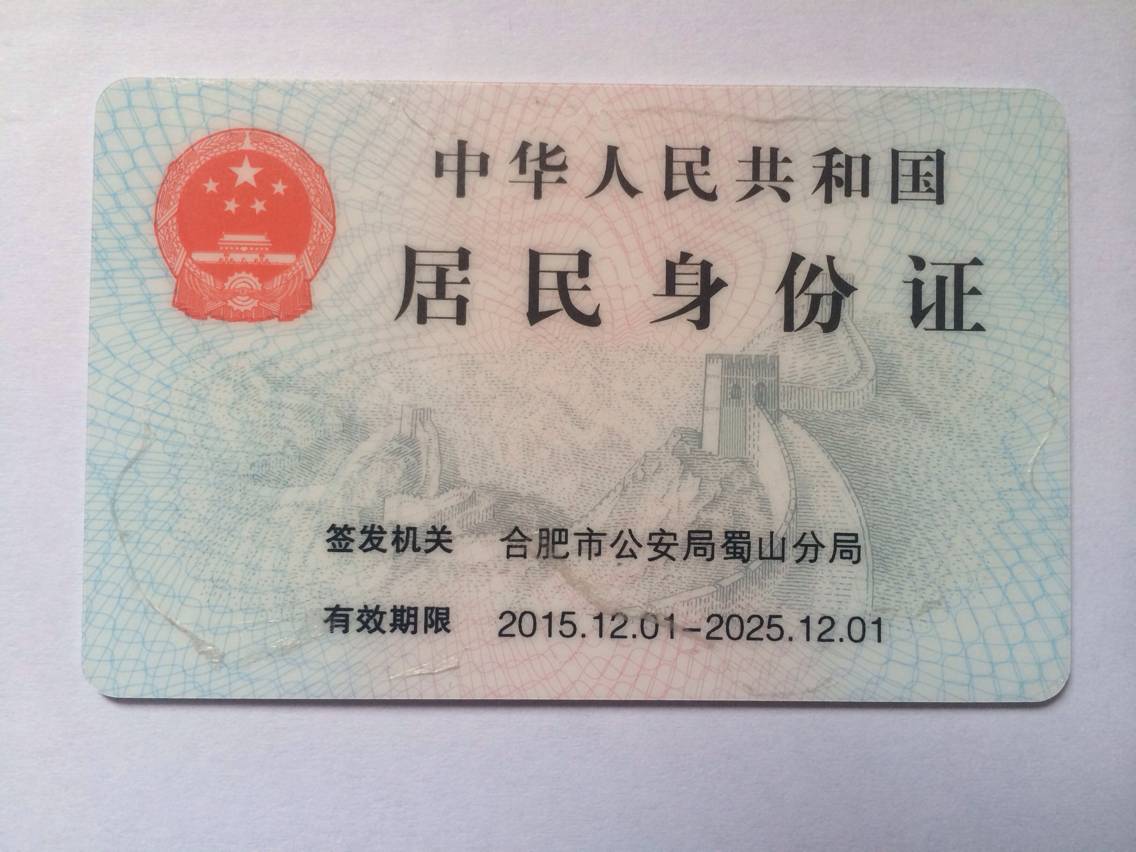 中华人民共和国
居民身份证
签发机关 合肥市公安局蜀山分局
有效期限 2015.12.01-2025.12.01